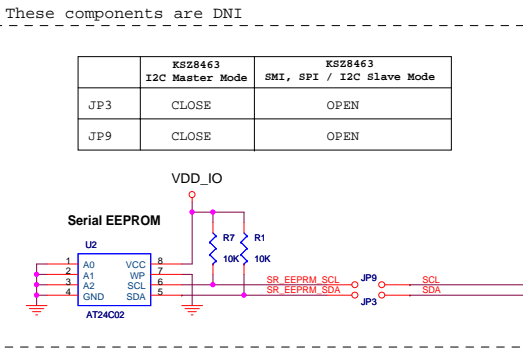 These components are DNI
KSZ8463 I2C Master Mode
KSZ8463 SMI, SPI / I2C Slave Mode
JP3 CLOSE OPEN
JP9 CLOSE OPEN
VDD_IO
Serial EEPROM
U2
R7 R1
10K 10K
1 A0 VCC 8
2 A1 WP 7
3 A2 SCL 6
4 GND SDA 5
AT24C02
SR_EEPRM_SCL JP9 SCL
SR_EEPRM_SDA JP3 SDA